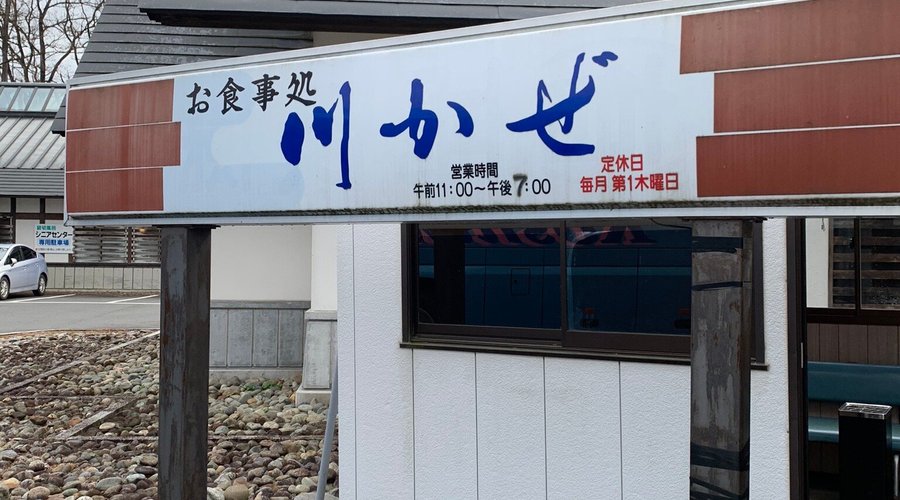 お食事処
川かぜ
営業時間
午前11:00〜午後7:00
定休日
毎月 第1木曜日
シニアセンター
専用駐車場